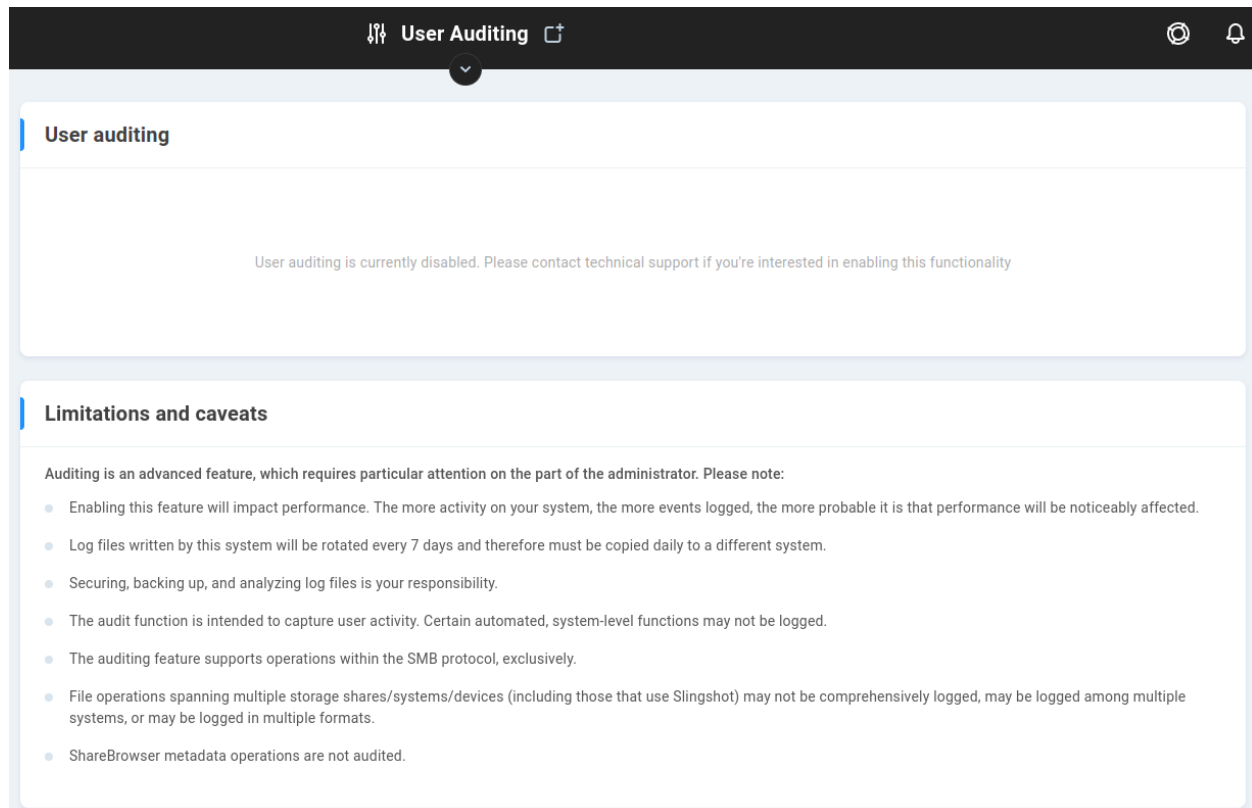 User Auditing
User auditing
User auditing is currently disabled. Please contact technical support if you're interested in enabling this functionality
Limitations and caveats
Auditing is an advanced feature, which requires particular attention on the part of the administrator. Please note:
Enabling this feature will impact performance. The more activity on your system, the more events logged, the more probable it is that performance will be noticeably affected.
Log files written by this system will be rotated every 7 days and therefore must be copied daily to a different system.
Securing, backing up, and analyzing log files is your responsibility.
The audit function is intended to capture user activity. Certain automated, system-level functions may not be logged.
The auditing feature supports operations within the SMB protocol, exclusively.
File operations spanning multiple storage shares/systems/devices (including those that use Slingshot) may not be comprehensively logged, may be logged among multiple
systems, or may be logged in multiple formats.
ShareBrowser metadata operations are not audited.